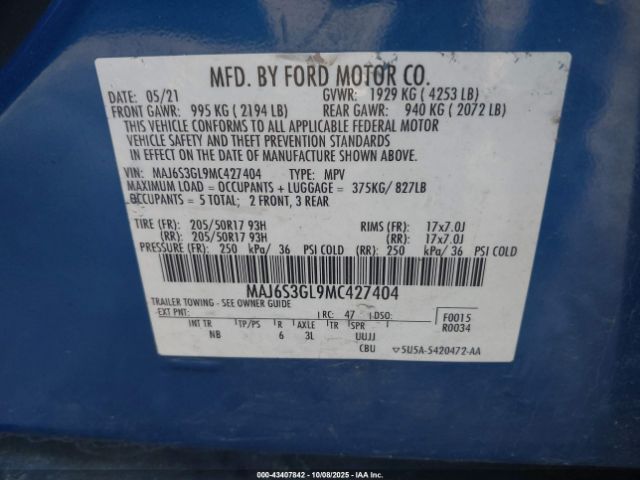 MFD. BY FORD MOTOR CO.
DATE: 05/21 GVWR: 1929 KG ( 4253 LB)
FRONT GAWR: 995 KG ( 2194 LB) REAR GAWR: 940 KG ( 2072 LB)
THIS VEHICLE CONFORMS TO ALL APPLICABLE FEDERAL MOTOR
VEHICLE SAFETY AND THEFT PREVENTION STANDARDS
IN EFFECT ON THE DATE OF MANUFACTURE SHOWN ABOVE.
VIN: MAJ6S3GL9MC427404 TYPE: MPV
MAXIMUM LOAD = OCCUPANTS + LUGGAGE = 375KG/ 827LB
OCCUPANTS = 5 TOTAL; 2 FRONT, 3 REAR
TIRE (FR): 205/50R17 93H RIMS (FR): 17x7.0J
(RR): 205/50R17 93H (RR): 17x7.0J
PRESSURE (FR): 250 kPa/ 36 PSI COLD (RR): 250 kPa/ 36 PSI COLD
MAJ6S3GL9MC427404
TRAILER TOWING - SEE OWNER GUIDE
EXT PNT: RC: 47 DSO: F0015
INT TR TP/PS R AXLE TR SPR R0034
NB 6 3L UUJJ
CBU 5U5A-5420472-AA
000-43407842 - 10/08/2025 - IAAI.com